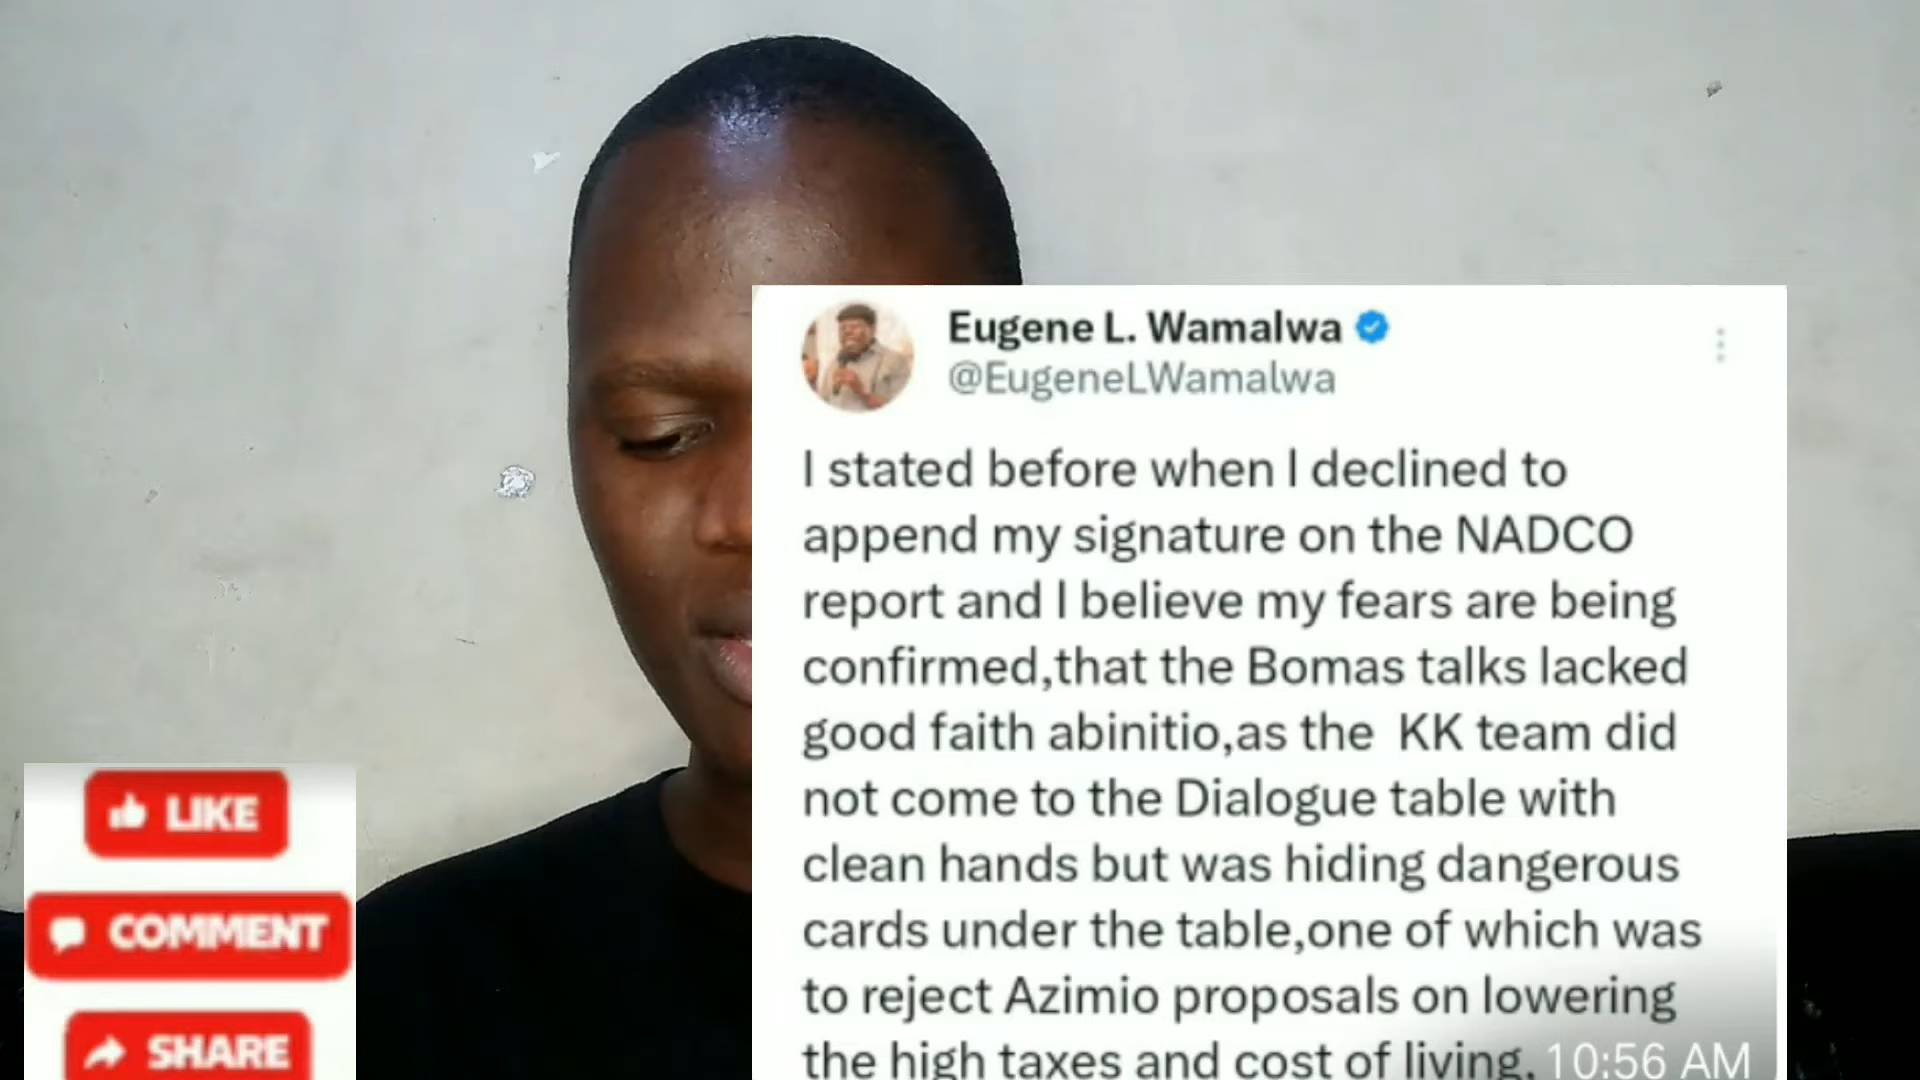 Eugene L. Wamalwa
@EugeneLWamalwa
I stated before when I declined to
append my signature on the NADCO
report and I believe my fears are being
confirmed,that the Bomas talks lacked
good faith abinitio,as the KK team did
not come to the Dialogue table with
clean hands but was hiding dangerous
cards under the table,one of which was
to reject Azimio proposals on lowering
the high taxes and cost of living. 10:56 AM
LIKE
COMMENT
SHARE